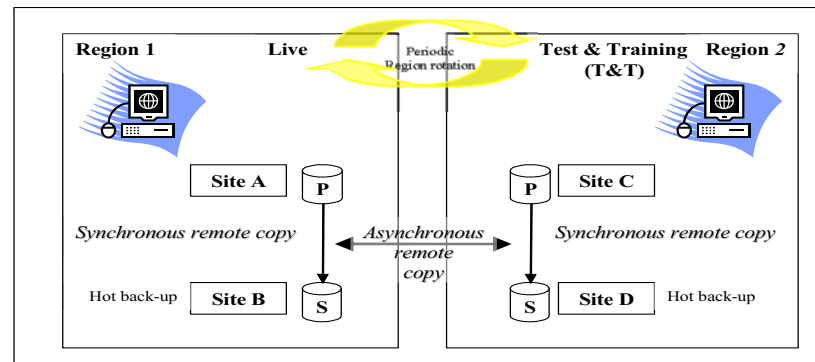 Region 1
Live
Periodic
Region rotation
Test & Training
(T&T)
Region 2
Site A
P
P
Site C
Synchronous remote copy
Asynchronous
remote
copy
Synchronous remote copy
Hot back-up
Site B
S
S
Site D
Hot back-up